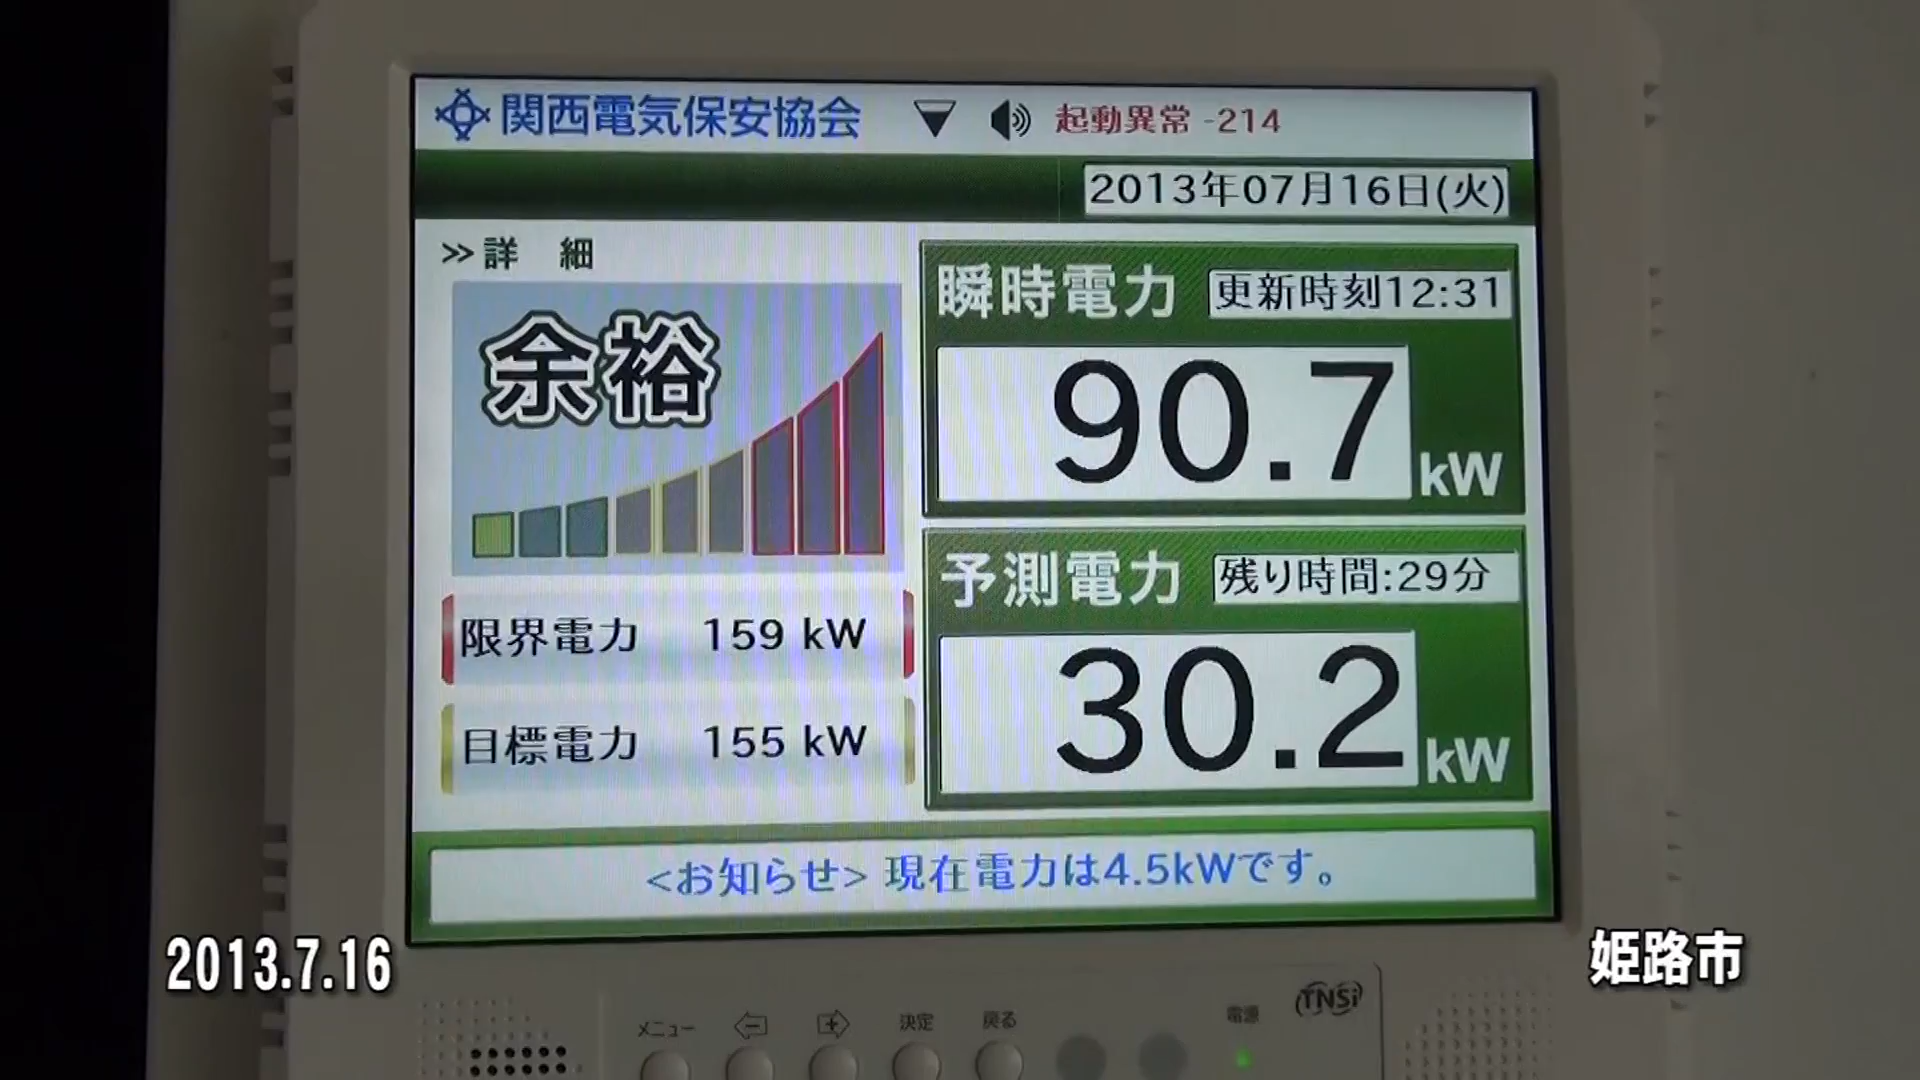 関西電気保安協会 起動異常 -214
2013年07月16日(火)
>> 詳 細
余裕
瞬時電力 更新時刻12:31
90.7 kW
予測電力 残り時間:29分
30.2 kW
限界電力 159 kW
目標電力 155 kW
<お知らせ> 現在電力は4.5kWです。
2013.7.16
姫路市
メニュー － ＋ 決定 戻る 電源 TNSi